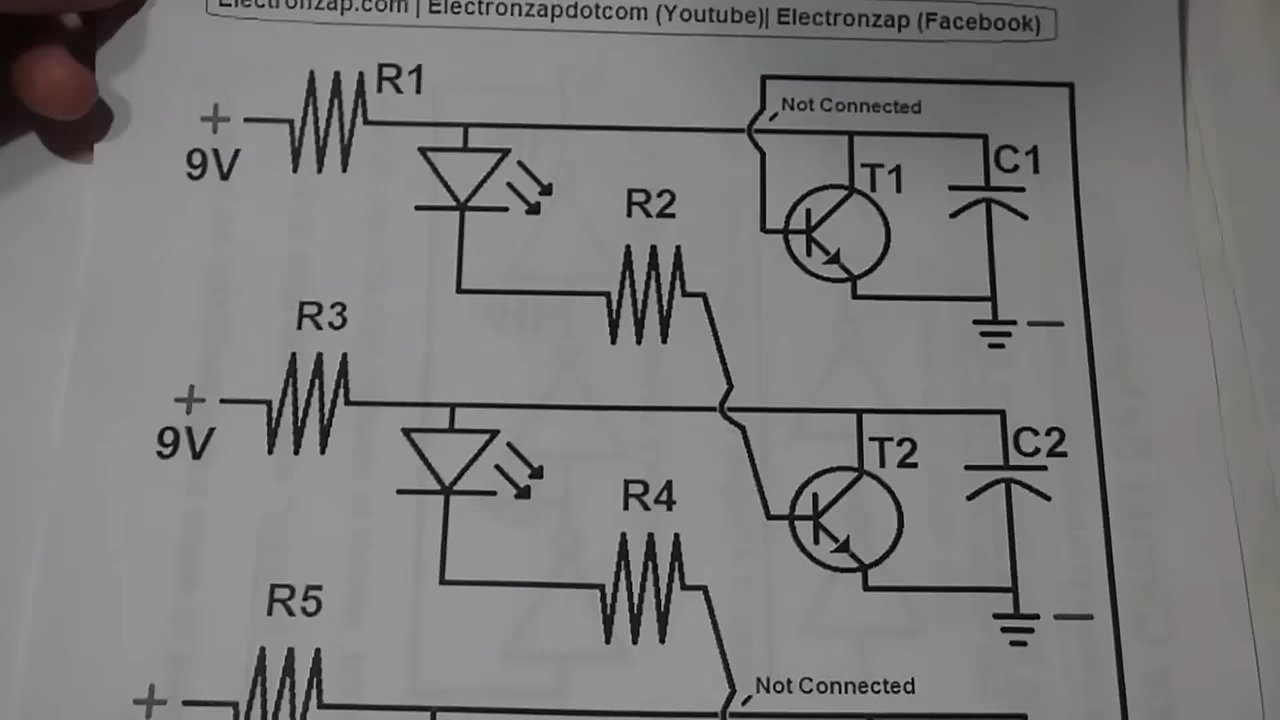 Electronzap.com | Electronzapdotcom (Youtube)| Electronzap (Facebook)
R1
Not Connected
+
9V
C1
T1
R2
R3
+
9V
T2
C2
R4
R5
Not Connected
+